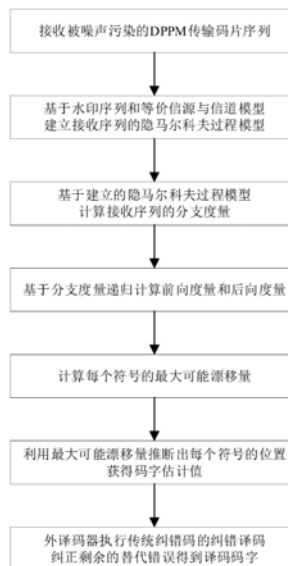 接收被噪声污染的DPPM传输码片序列
基于水印序列和等价信源与信道模型
建立接收序列的隐马尔科夫过程模型
基于建立的隐马尔科夫过程模型
计算接收序列的分支度量
基于分支度量递归计算前向度量和后向度量
计算每个符号的最大可能漂移量
利用最大可能漂移量推断出每个符号的位置
获得码字估计值
外译码器执行传统纠错码的纠错译码
纠正剩余的替代错误得到译码码字